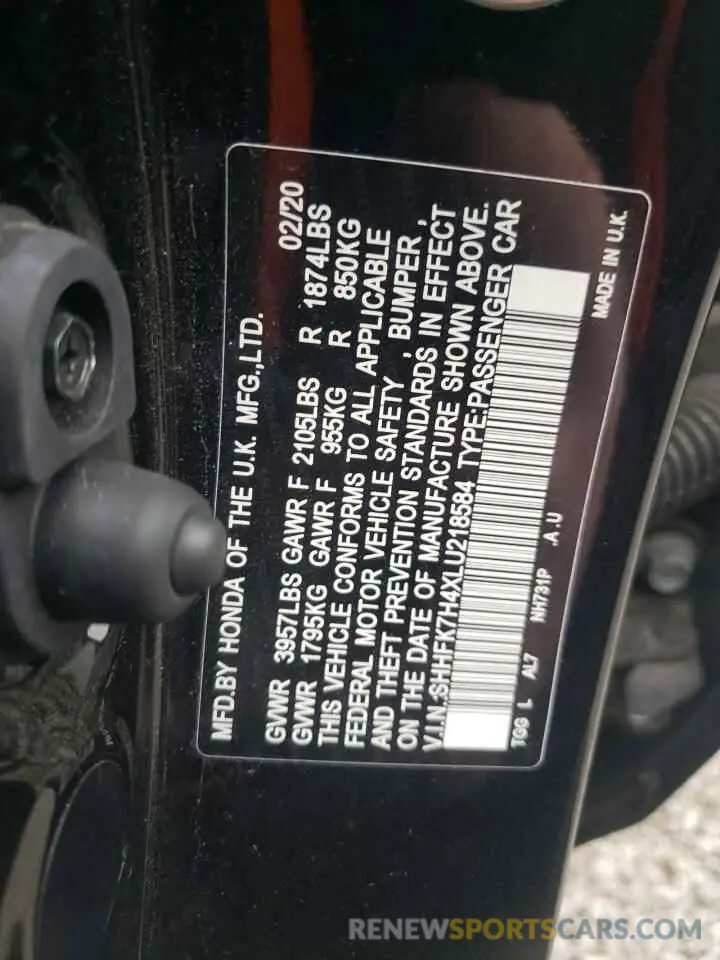 MFD.BY HONDA OF THE U.K. MFG.,LTD.
02/20
GVWR 3957LBS GAWR F 2105LBS R 1874LBS
GVWR 1795KG GAWR F 955KG R 850KG
THIS VEHICLE CONFORMS TO ALL APPLICABLE
FEDERAL MOTOR VEHICLE SAFETY , BUMPER ,
AND THEFT PREVENTION STANDARDS IN EFFECT
ON THE DATE OF MANUFACTURE SHOWN ABOVE.
V.I.N.:SHHFK7H4XLU218584 TYPE:PASSENGER CAR
TGG L AL7 NH731P .A.U
MADE IN U.K.
RENEWSPORTSCARS.COM